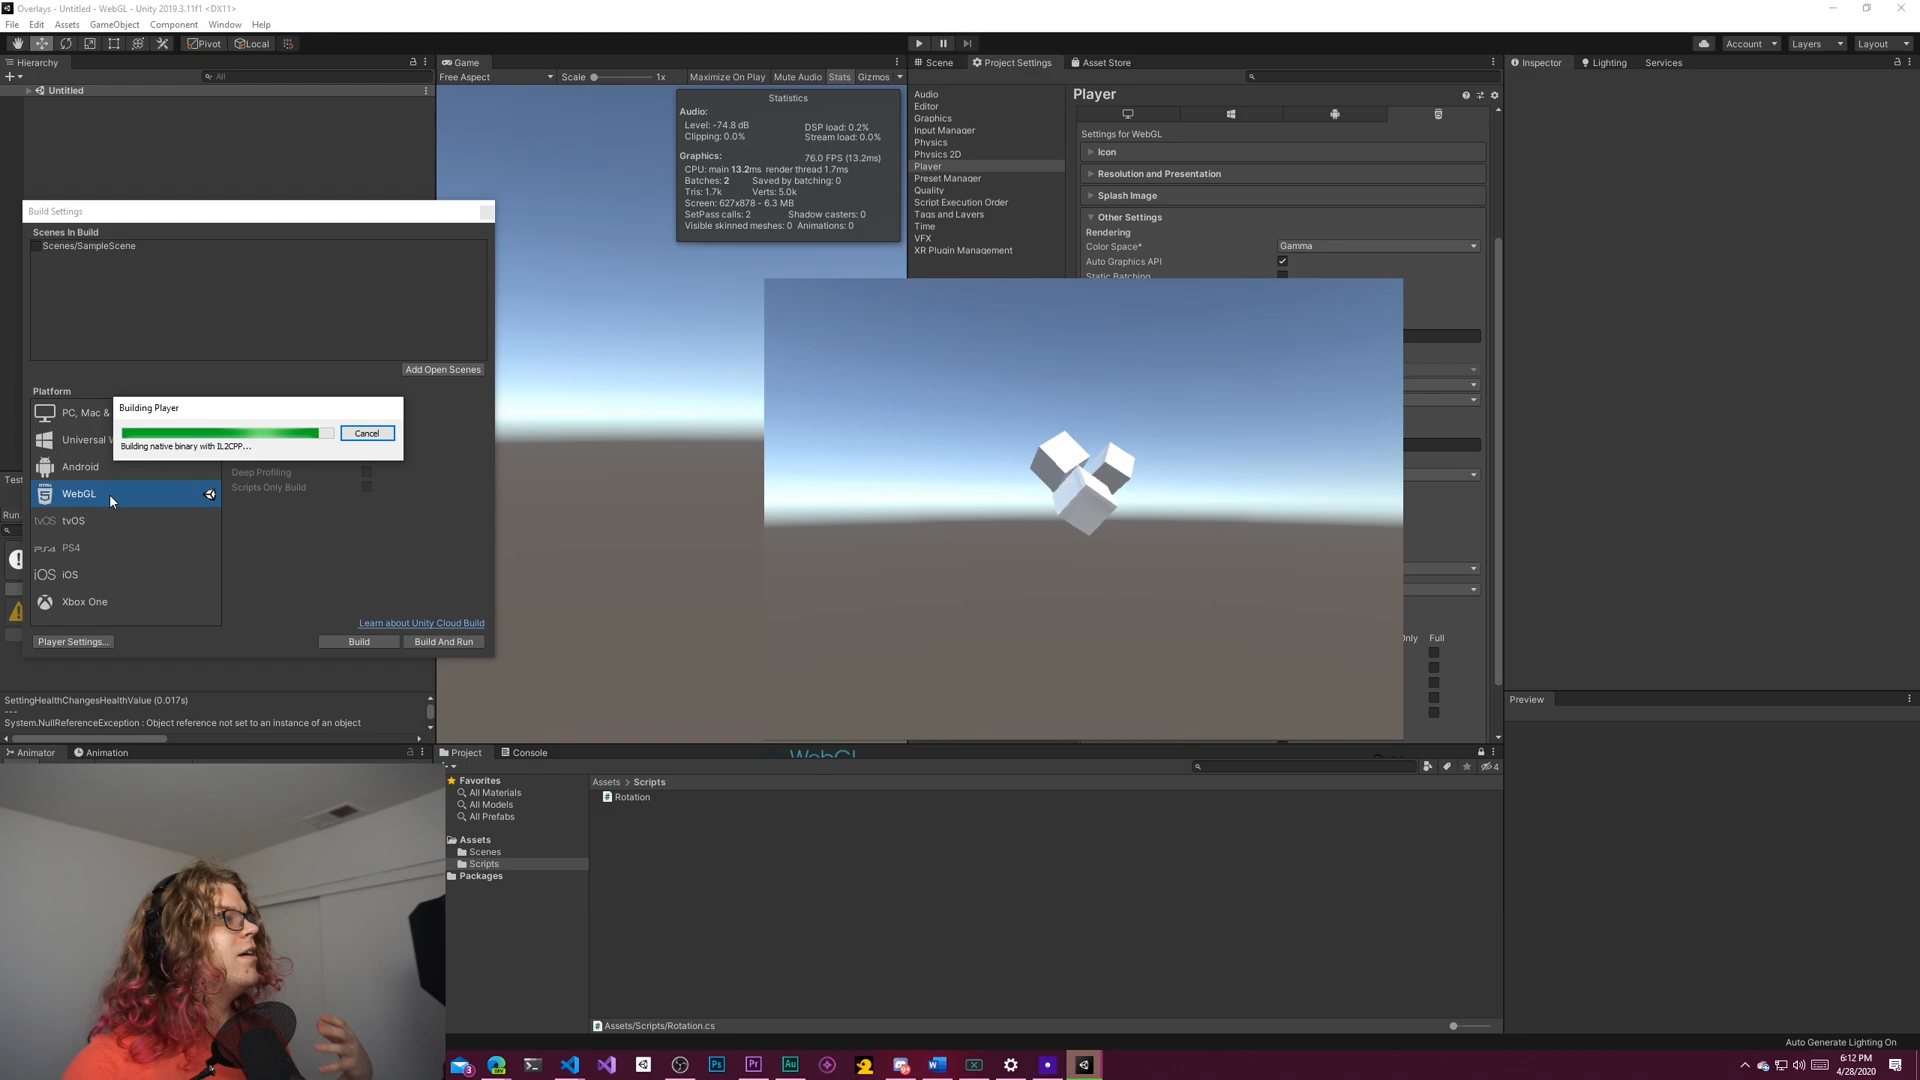 Overlays - Untitled - WebGL - Unity 2019.3.11f1 <DX11>
File Edit Assets GameObject Component Window Help
Pivot Local
Account Layers Layout
Hierarchy
All
Untitled
Game
Free Aspect Scale 1x Maximize On Play Mute Audio Stats Gizmos
Statistics
Audio:
Level: -74.8 dB DSP load: 0.2%
Clipping: 0.0% Stream load: 0.0%
Graphics: 76.0 FPS (13.2ms)
CPU: main 13.2ms render thread 1.7ms
Batches: 2 Saved by batching: 0
Tris: 1.7k Verts: 5.0k
Screen: 627x878 - 6.3 MB
SetPass calls: 2 Shadow casters: 0
Visible skinned meshes: 0 Animations: 0
Scene Project Settings Asset Store
Audio
Editor
Graphics
Input Manager
Physics
Physics 2D
Player
Preset Manager
Quality
Script Execution Order
Tags and Layers
Time
VFX
XR Plugin Management
Player
Settings for WebGL
Icon
Resolution and Presentation
Splash Image
Other Settings
Rendering
Color Space* Gamma
Auto Graphics API
Static Batching
Only Full
Inspector Lighting Services
Preview
Build Settings
Scenes In Build
Scenes/SampleScene
Add Open Scenes
Platform
PC, Mac &
Universal W
Android
WebGL
tvOS tvOS
PS4
iOS iOS
Xbox One
Building Player
Cancel
Building native binary with IL2CPP...
Deep Profiling
Scripts Only Build
Learn about Unity Cloud Build
Player Settings... Build Build And Run
Test
Run
SettingHealthChangesHealthValue (0.017s)
---
System.NullReferenceException : Object reference not set to an instance of an object
Animator Animation
Project Console
WebGL
4
Favorites
All Materials
All Models
All Prefabs
Assets
Scenes
Scripts
Packages
Assets > Scripts
Rotation
Assets/Scripts/Rotation.cs
Auto Generate Lighting On
6:12 PM
4/28/2020